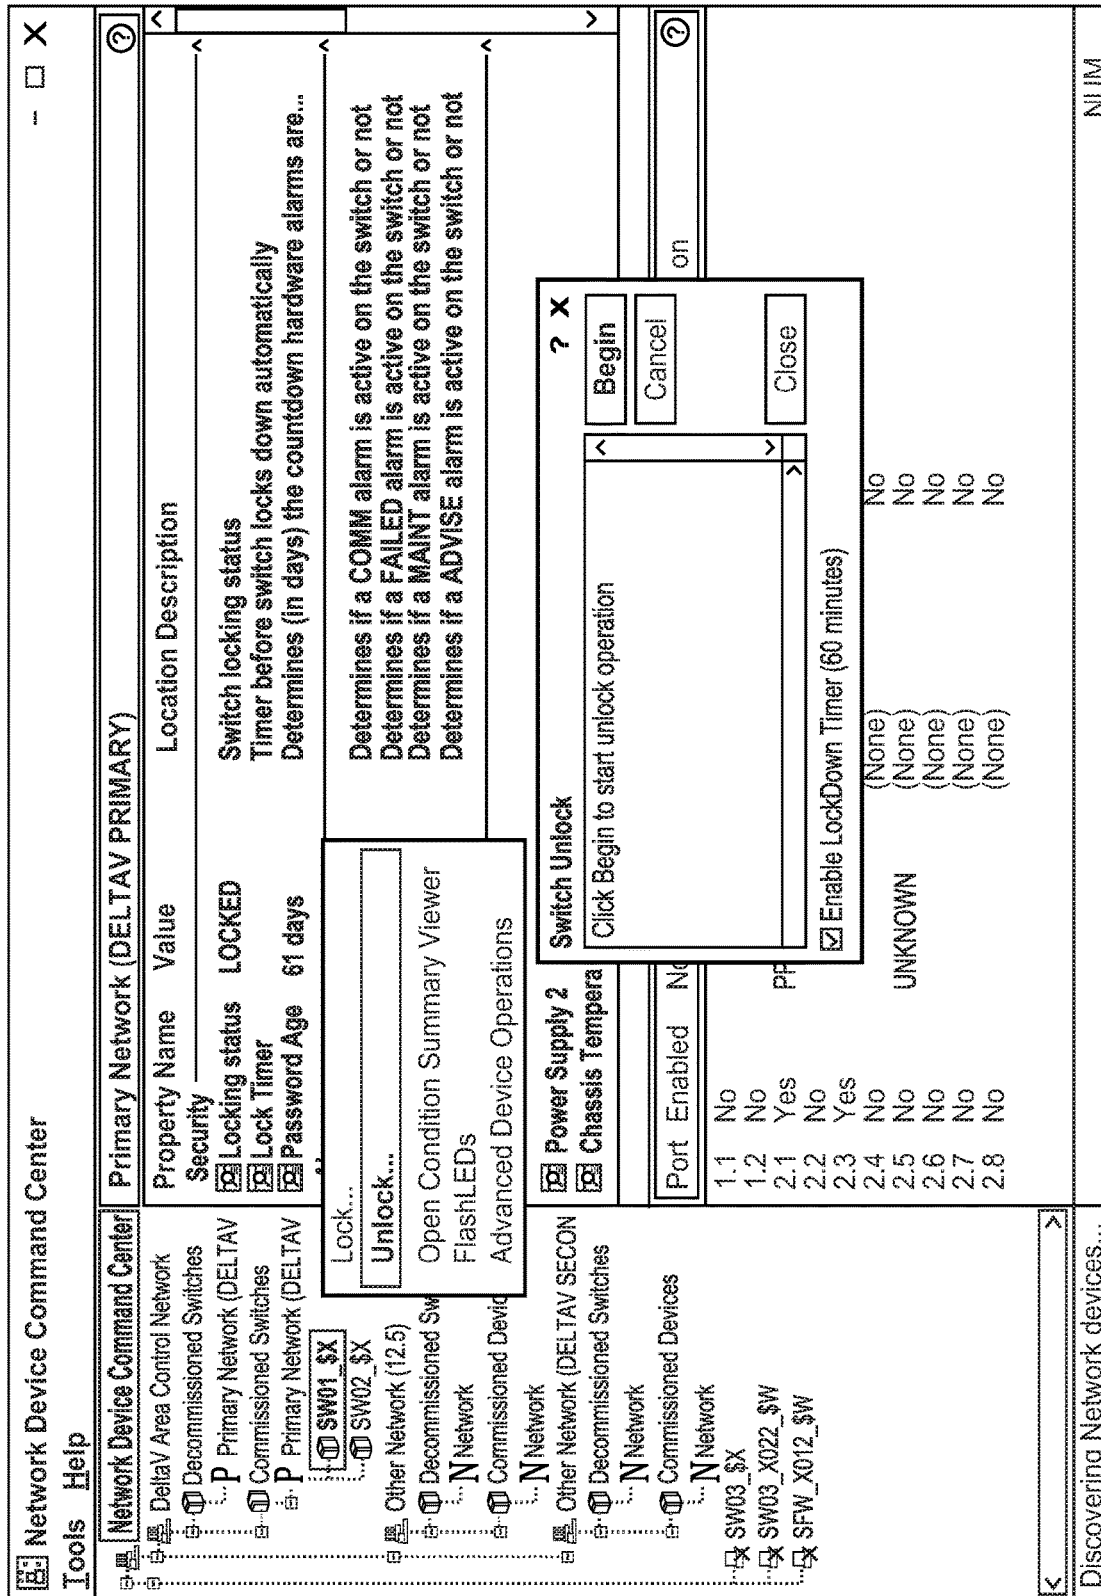 Network Device Command Center
Tools Help
Network Device Command Center
DeltaV Area Control Network
Decommissioned Switches
P Primary Network (DELTAV
Commissioned Switches
P Primary Network (DELTAV
SW01_$X
SW02_$X
Other Network (12.5)
Decommissioned Sw
N Network
Commissioned Devic
N Network
Other Network (DELTAV SECON
Decommissioned Switches
N Network
Commissioned Devices
N Network
SW03_$X
SW03_X022_$W
SFW_X012_$W
Primary Network (DELTAV PRIMARY)
Property Name Value Location Description
Security
Locking status LOCKED Switch locking status
Lock Timer Timer before switch locks down automatically
Password Age 61 days Determines (in days) the countdown hardware alarms are...
Determines if a COMM alarm is active on the switch or not
Determines if a FAILED alarm is active on the switch or not
Determines if a MAINT alarm is active on the switch or not
Determines if a ADVISE alarm is active on the switch or not
Power Supply 2
Chassis Tempera
Lock...
Unlock...
Open Condition Summary Viewer
FlashLEDs
Advanced Device Operations
Switch Unlock ? X
Click Begin to start unlock operation
Begin
Cancel
Close
Enable LockDown Timer (60 minutes)
Port Enabled No on
1.1 No
1.2 No
2.1 Yes
2.2 No
2.3 Yes
2.4 No (None) No
2.5 No UNKNOWN (None) No
2.6 No (None) No
2.7 No (None) No
2.8 No (None) No
Discovering Network devices...